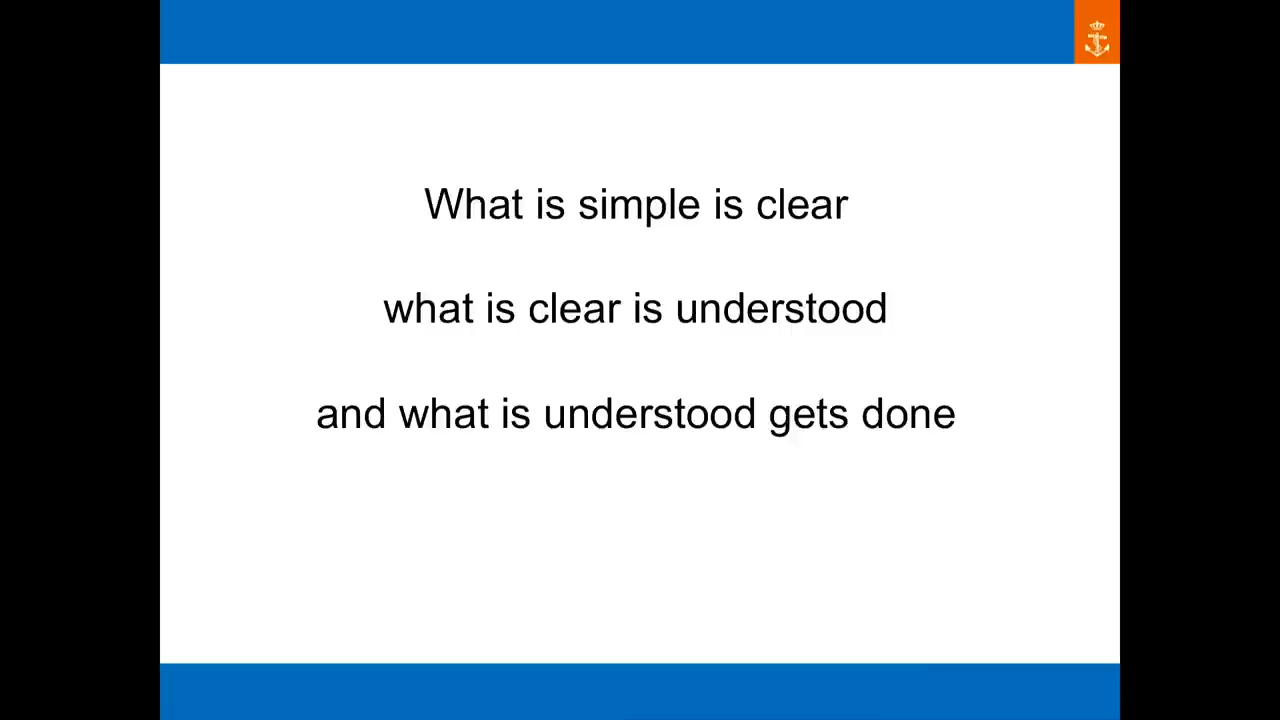 What is simple is clear
what is clear is understood
and what is understood gets done